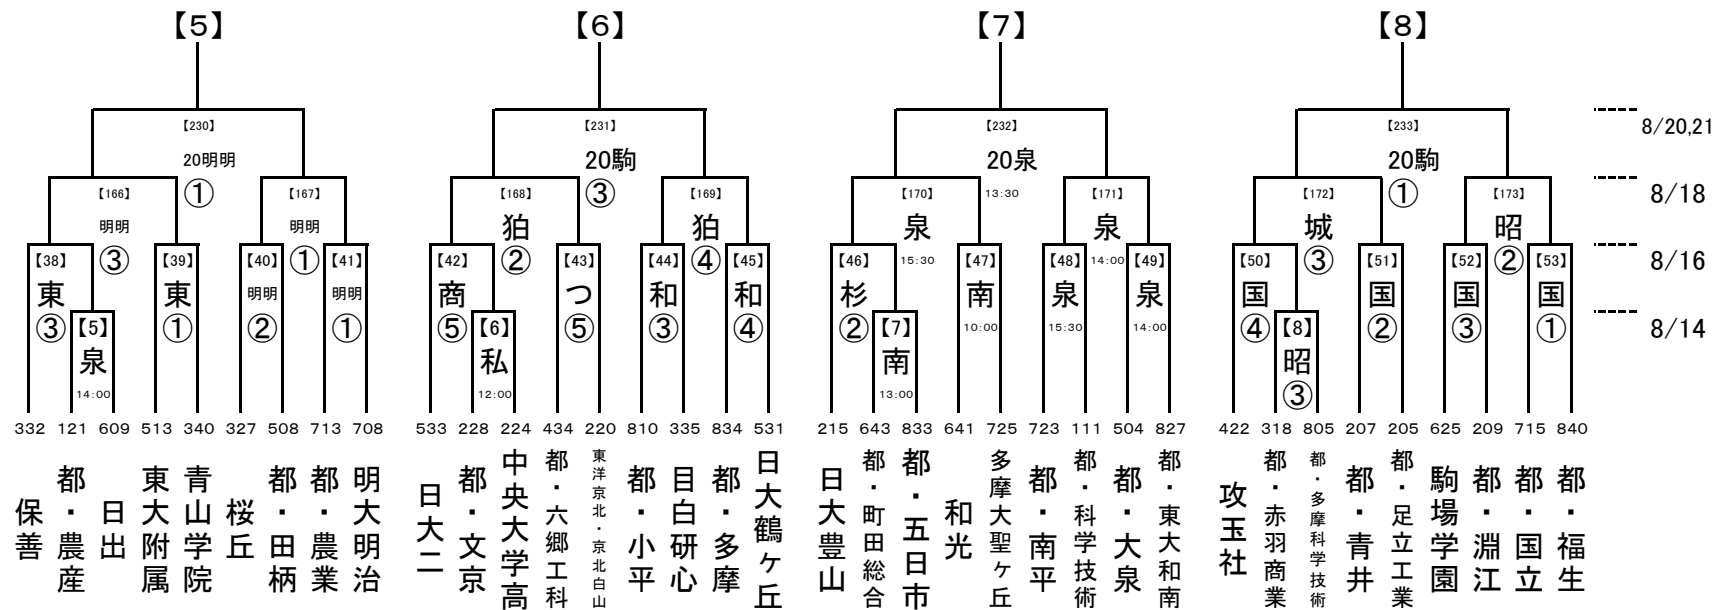 【5】 【6】 【7】 【8】
【230】 【231】 【232】 【233】 8/20,21
20明明 20駒 20泉 20駒
① ③ 13:30 ①
【166】 【167】 【168】 【169】 【170】 【171】 【172】 【173】 8/18
明明 明明 狛 狛 泉 泉 城 昭
③ ① ② ④ 15:30 14:00 ③ ② 8/16
【38】 【39】 【40】 【41】 【42】 【43】 【44】 【45】 【46】 【47】 【48】 【49】 【50】 【51】 【52】 【53】
東 東 明明 明明 商 つ 和 和 杉 南 泉 泉 国 国 国 国
③ ① ② ① ⑤ ⑤ ③ ④ ② 10:00 15:30 14:00 ④ ② ③ ①
【5】 【6】 【7】 【8】 8/14
泉 私 南 昭
14:00 12:00 13:00 ③
332 121 609 513 340 327 508 713 708 533 228 224 434 220 810 335 834 531 215 643 833 641 725 723 111 504 827 422 318 805 207 205 625 209 715 840
保善
都・農産
日出
東大附属
青山学院
桜丘
都・田柄
都・農業
明大明治
日大二
都・文京
中央大学高
都・六郷工科
東洋京北・京北白山
都・小平
目白研心
都・多摩
日大鶴ヶ丘
日大豊山
都・町田総合
都・五日市
和光
多摩大聖ヶ丘
都・南平
都・科学技術
都・大泉
都・東大和南
攻玉社
都・赤羽商業
都・多摩科学技術
都・青井
都・足立工業
駒場学園
都・淵江
都・国立
都・福生